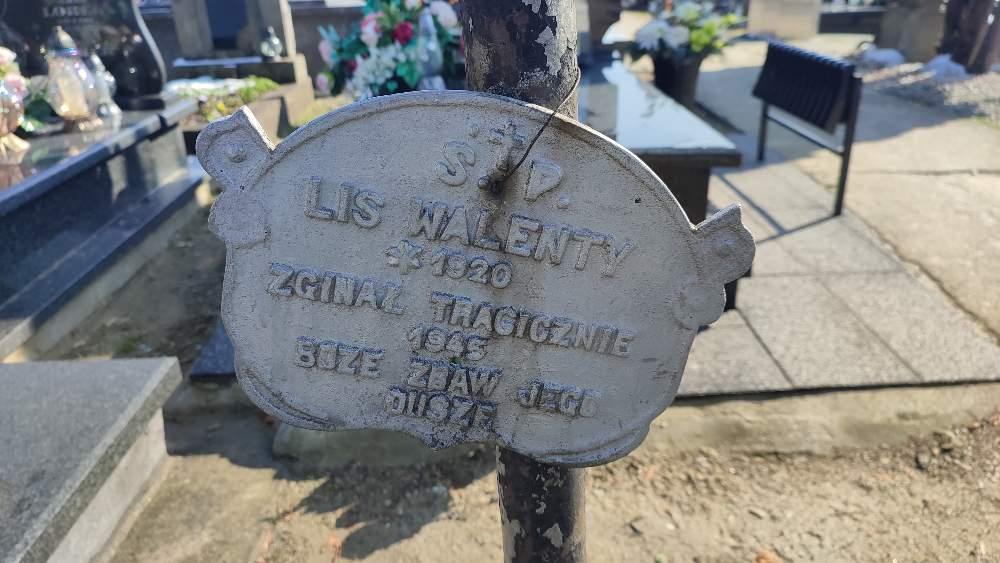 Ś. † P.
LIS WALENTY
* 1920
ZGINAŁ TRAGICZNIE
1945
BOŻE ZBAW JEGO
DUSZĘ